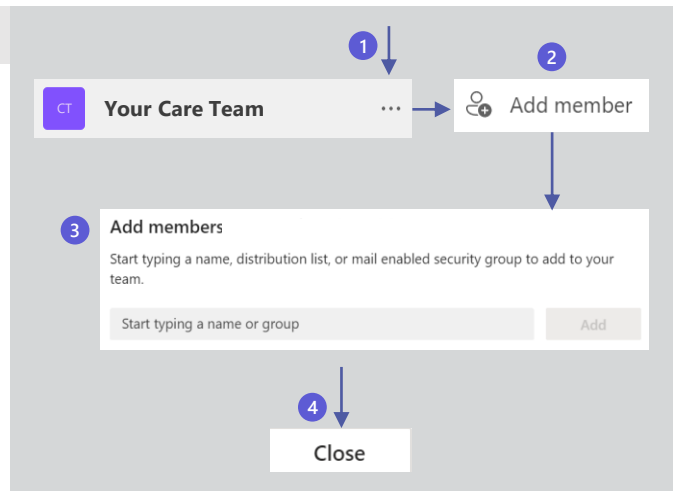 1
2
CT
Your Care Team
...
Add member
3
Add members
Start typing a name, distribution list, or mail enabled security group to add to your
team.
Start typing a name or group
Add
4
Close